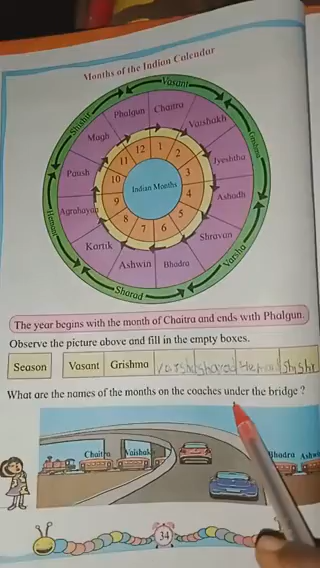 Months of the Indian Calendar
Vasant
Grishma
Varsha
Sharad
Hemant
Shishir
Chaitra
Vaishakh
Jyeshtha
Ashadh
Shravan
Bhadra
Ashwin
Kartik
Agrahayan
Paush
Magh
Phalgun
1
2
3
4
5
6
7
8
9
10
11
12
Indian Months
The year begins with the month of Chaitra and ends with Phalgun.
Observe the picture above and fill in the empty boxes.
Season Vasant Grishma
What are the names of the months on the coaches under the bridge ?
Chaitra Vaishakh Bhadra Ashwin
34